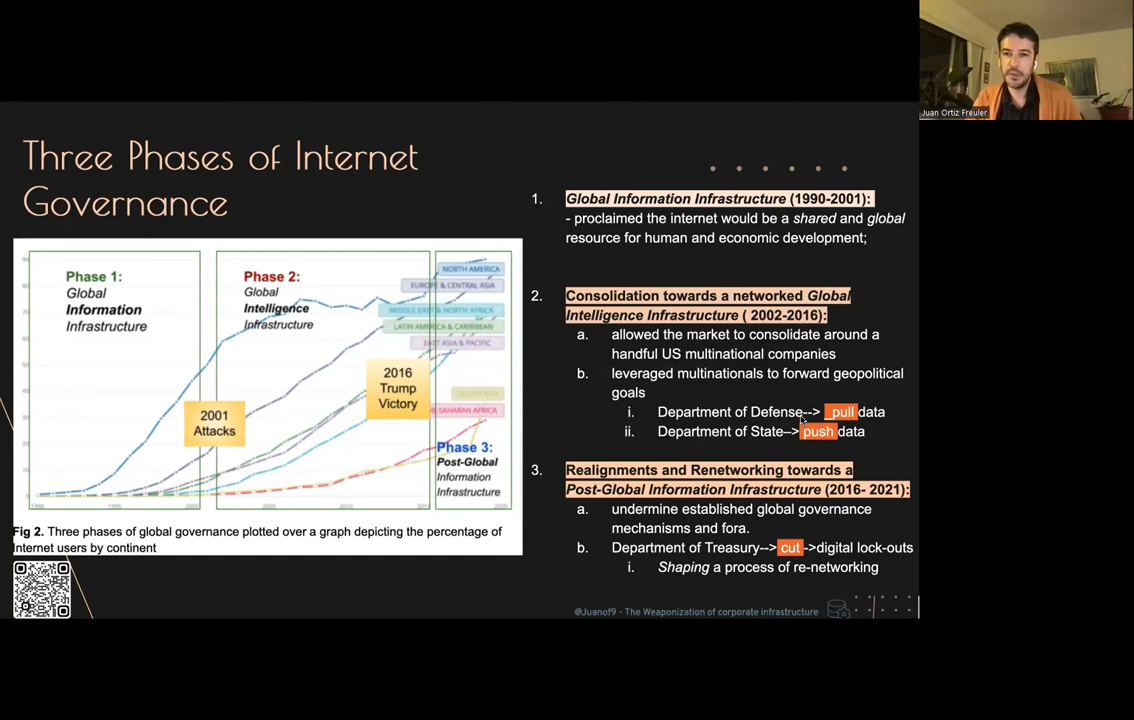 Juan Ortiz Freuler
Three Phases of Internet
Governance
Phase 1:
Global
Information
Infrastructure
Phase 2:
Global
Intelligence
Infrastructure
NORTH AMERICA
EUROPE & CENTRAL ASIA
MIDDLE EAST & NORTH AFRICA
LATIN AMERICA & CARIBBEAN
EAST ASIA & PACIFIC
2016
Trump
Victory
2001
Attacks
SAHARAN AFRICA
Phase 3:
Post-Global
Information
Infrastructure
1990
1995
2005
2010
2020
Fig 2. Three phases of global governance plotted over a graph depicting the percentage of
Internet users by continent
1. Global Information Infrastructure (1990-2001):
- proclaimed the internet would be a shared and global
resource for human and economic development;
2. Consolidation towards a networked Global
Intelligence Infrastructure ( 2002-2016):
a. allowed the market to consolidate around a
handful US multinational companies
b. leveraged multinationals to forward geopolitical
goals
i. Department of Defense--> _pull data
ii. Department of State–> push data
3. Realignments and Renetworking towards a
Post-Global Information Infrastructure (2016- 2021):
a. undermine established global governance
mechanisms and fora.
b. Department of Treasury--> cut ->digital lock-outs
i. Shaping a process of re-networking
@Juanof9 - The Weaponization of corporate infrastructure